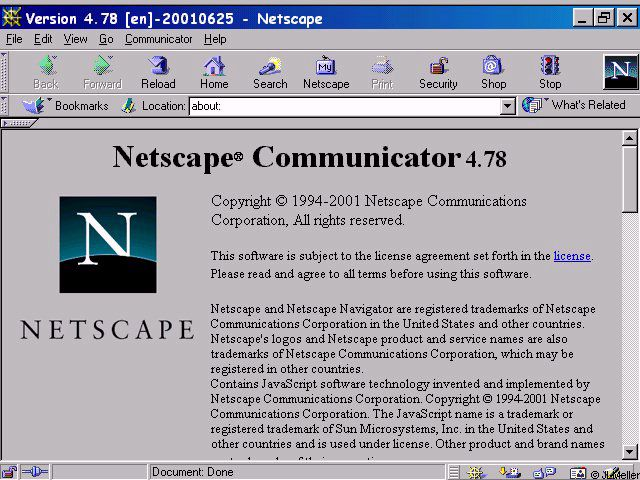 Version 4.78 [en]-20010625 - Netscape
File Edit View Go Communicator Help
My
Back Forward Reload Home Search Netscape Print Security Shop Stop
N
Bookmarks Location: about: What's Related
Netscape® Communicator 4.78
Copyright © 1994-2001 Netscape Communications
Corporation, All rights reserved.
N
NETSCAPE
This software is subject to the license agreement set forth in the license.
Please read and agree to all terms before using this software.
Netscape and Netscape Navigator are registered trademarks of Netscape
Communications Corporation in the United States and other countries.
Netscape's logos and Netscape product and service names are also
trademarks of Netscape Communications Corporation, which may be
registered in other countries.
Contains JavaScript software technology invented and implemented by
Netscape Communications Corporation. Copyright © 1994-2001 Netscape
Communications Corporation. The JavaScript name is a trademark or
registered trademark of Sun Microsystems, Inc. in the United States and
other countries and is used under license. Other product and brand names
Document: Done